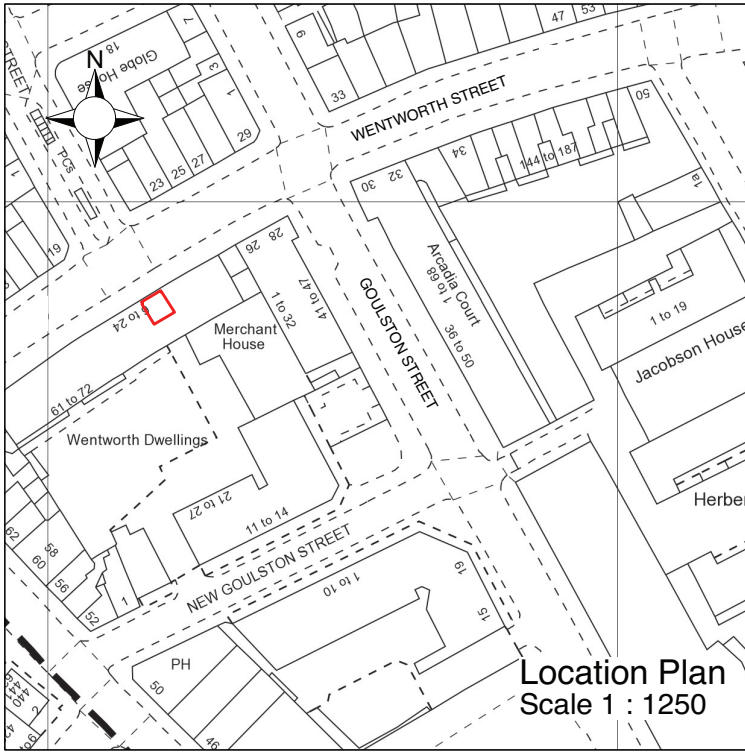 47
53
STREET
Globe House
18
7
9
N
3
1
33
29
WENTWORTH STREET
50
PCs
27
25
23
34
144 to 187
32
30
1a
19
28
26
Arcadia Court
1 to 68
36 to 50
41 to 47
1 to 32
GOULSTON STREET
Merchant
House
1 to 19
Jacobson House
61 to 72
Wentworth Dwellings
21 to 27
11 to 14
Herber
62
58
60
56
52
1
NEW GOULSTON STREET
1 to 10
19
15
PH
50
46
440
2
Location Plan
Scale 1 : 1250